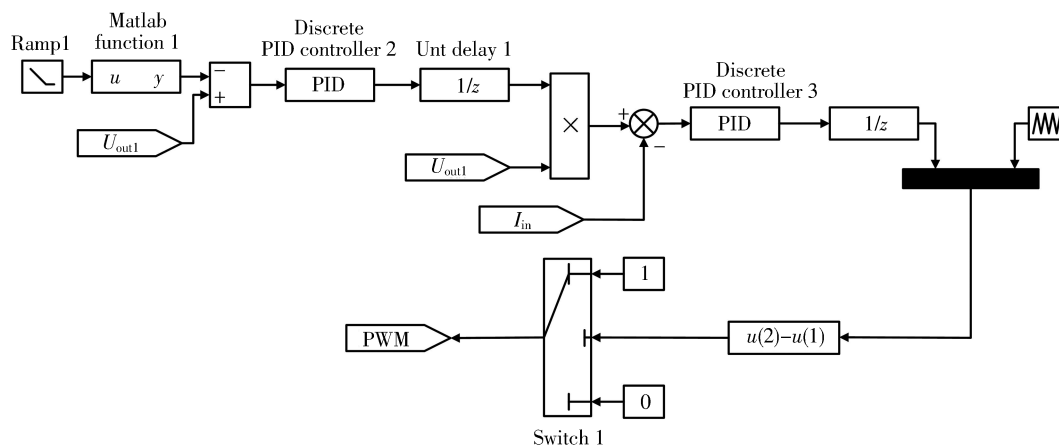 Ramp1
Matlab
function 1
u y
−
+
U_out1
Discrete
PID controller 2
PID
Unt delay 1
1/z
U_out1
×
+
−
I_in
Discrete
PID controller 3
PID
1/z
u(2)−u(1)
1
0
Switch 1
PWM